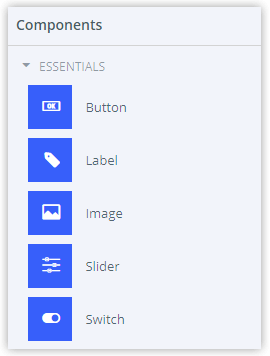 Components
ESSENTIALS
OK Button
Label
Image
Slider
Switch